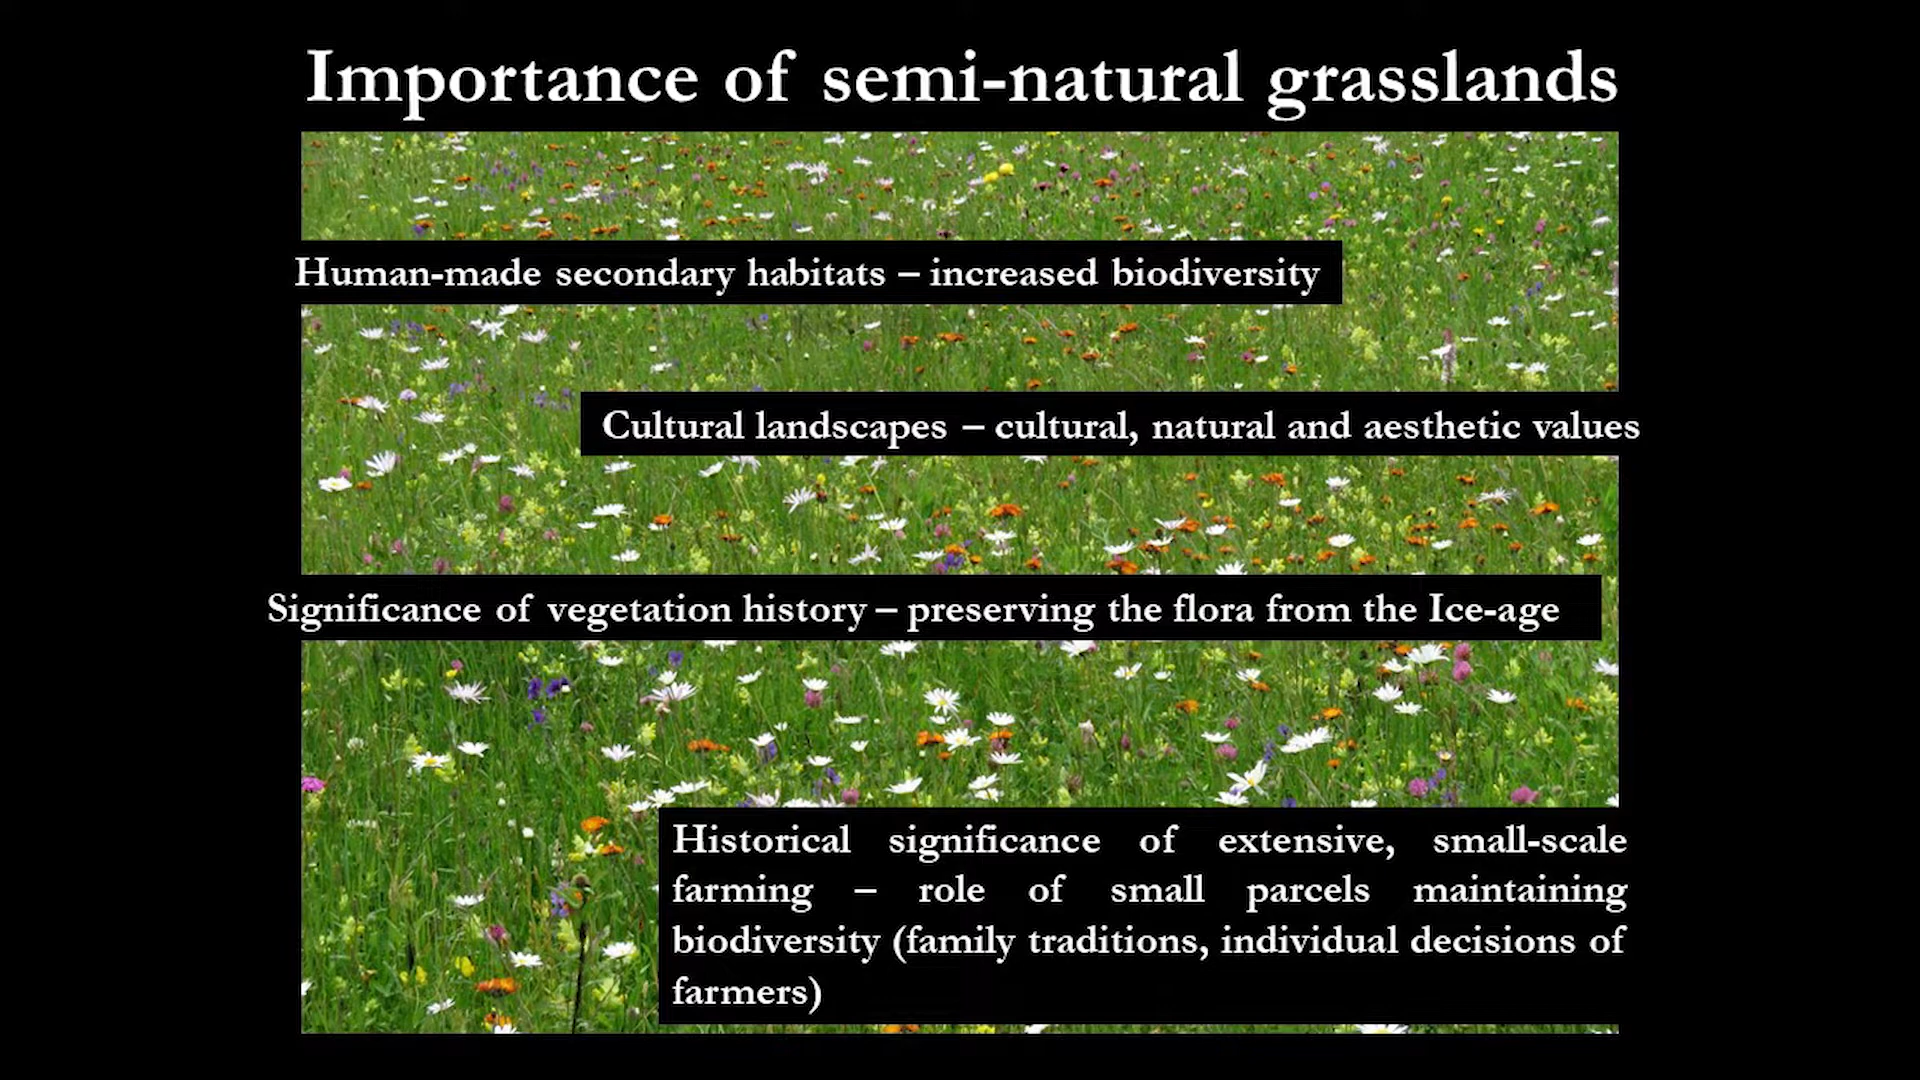 Importance of semi-natural grasslands
Human-made secondary habitats – increased biodiversity
Cultural landscapes – cultural, natural and aesthetic values
Significance of vegetation history – preserving the flora from the Ice-age
Historical significance of extensive, small-scale
farming – role of small parcels maintaining
biodiversity (family traditions, individual decisions of
farmers)